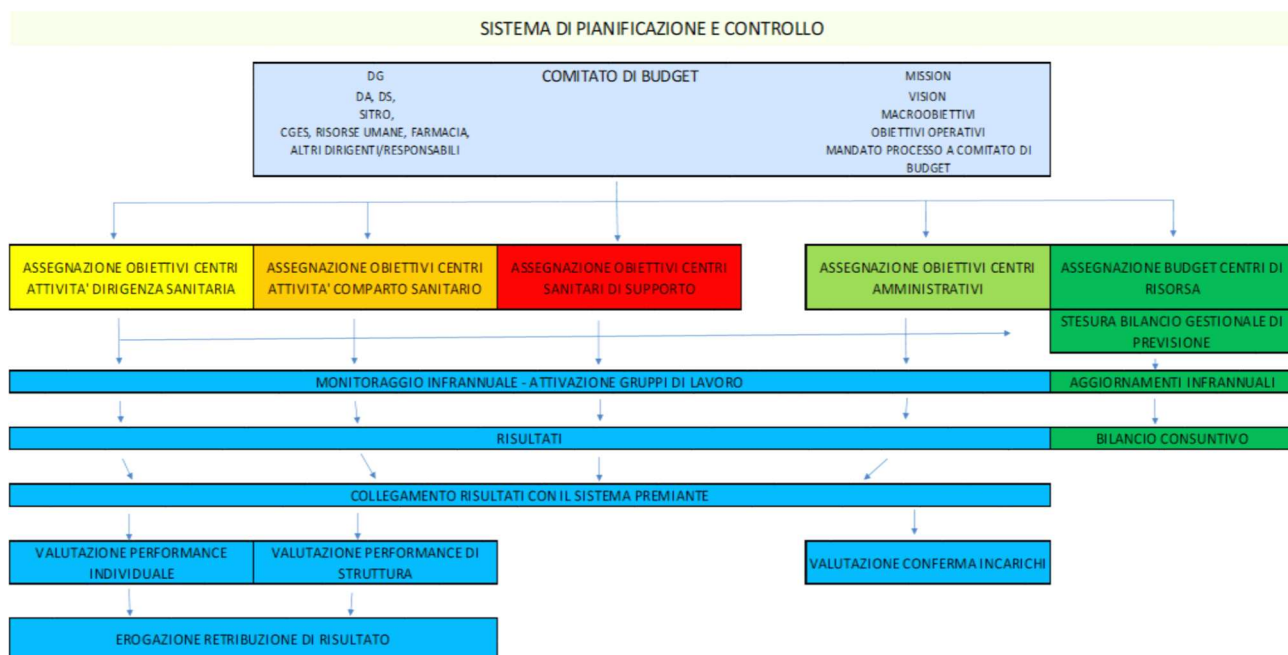 SISTEMA DI PIANIFICAZIONE E CONTROLLO
COMITATO DI BUDGET
DG
DA, DS,
SITRO,
CGES, RISORSE UMANE, FARMACIA,
ALTRI DIRIGENTI/RESPONSABILI
MISSION
VISION
MACROOBIETTIVI
OBIETTIVI OPERATIVI
MANDATO PROCESSO A COMITATO DI
BUDGET
ASSEGNAZIONE OBIETTIVI CENTRI
ATTIVITA' DIRIGENZA SANITARIA
ASSEGNAZIONE OBIETTIVI CENTRI
ATTIVITA' COMPARTO SANITARIO
ASSEGNAZIONE OBIETTIVI CENTRI
SANITARI DI SUPPORTO
ASSEGNAZIONE OBIETTIVI CENTRI
AMMINISTRATIVI
ASSEGNAZIONE BUDGET CENTRI DI
RISORSA
STESURA BILANCIO GESTIONALE DI
PREVISIONE
MONITORAGGIO INFRANNUALE - ATTIVAZIONE GRUPPI DI LAVORO
AGGIORNAMENTI INFRANNUALI
RISULTATI
BILANCIO CONSUNTIVO
COLLEGAMENTO RISULTATI CON IL SISTEMA PREMIANTE
VALUTAZIONE PERFORMANCE
INDIVIDUALE
VALUTAZIONE PERFORMANCE DI
STRUTTURA
VALUTAZIONE CONFERMA INCARICHI
EROGAZIONE RETRIBUZIONE DI RISULTATO